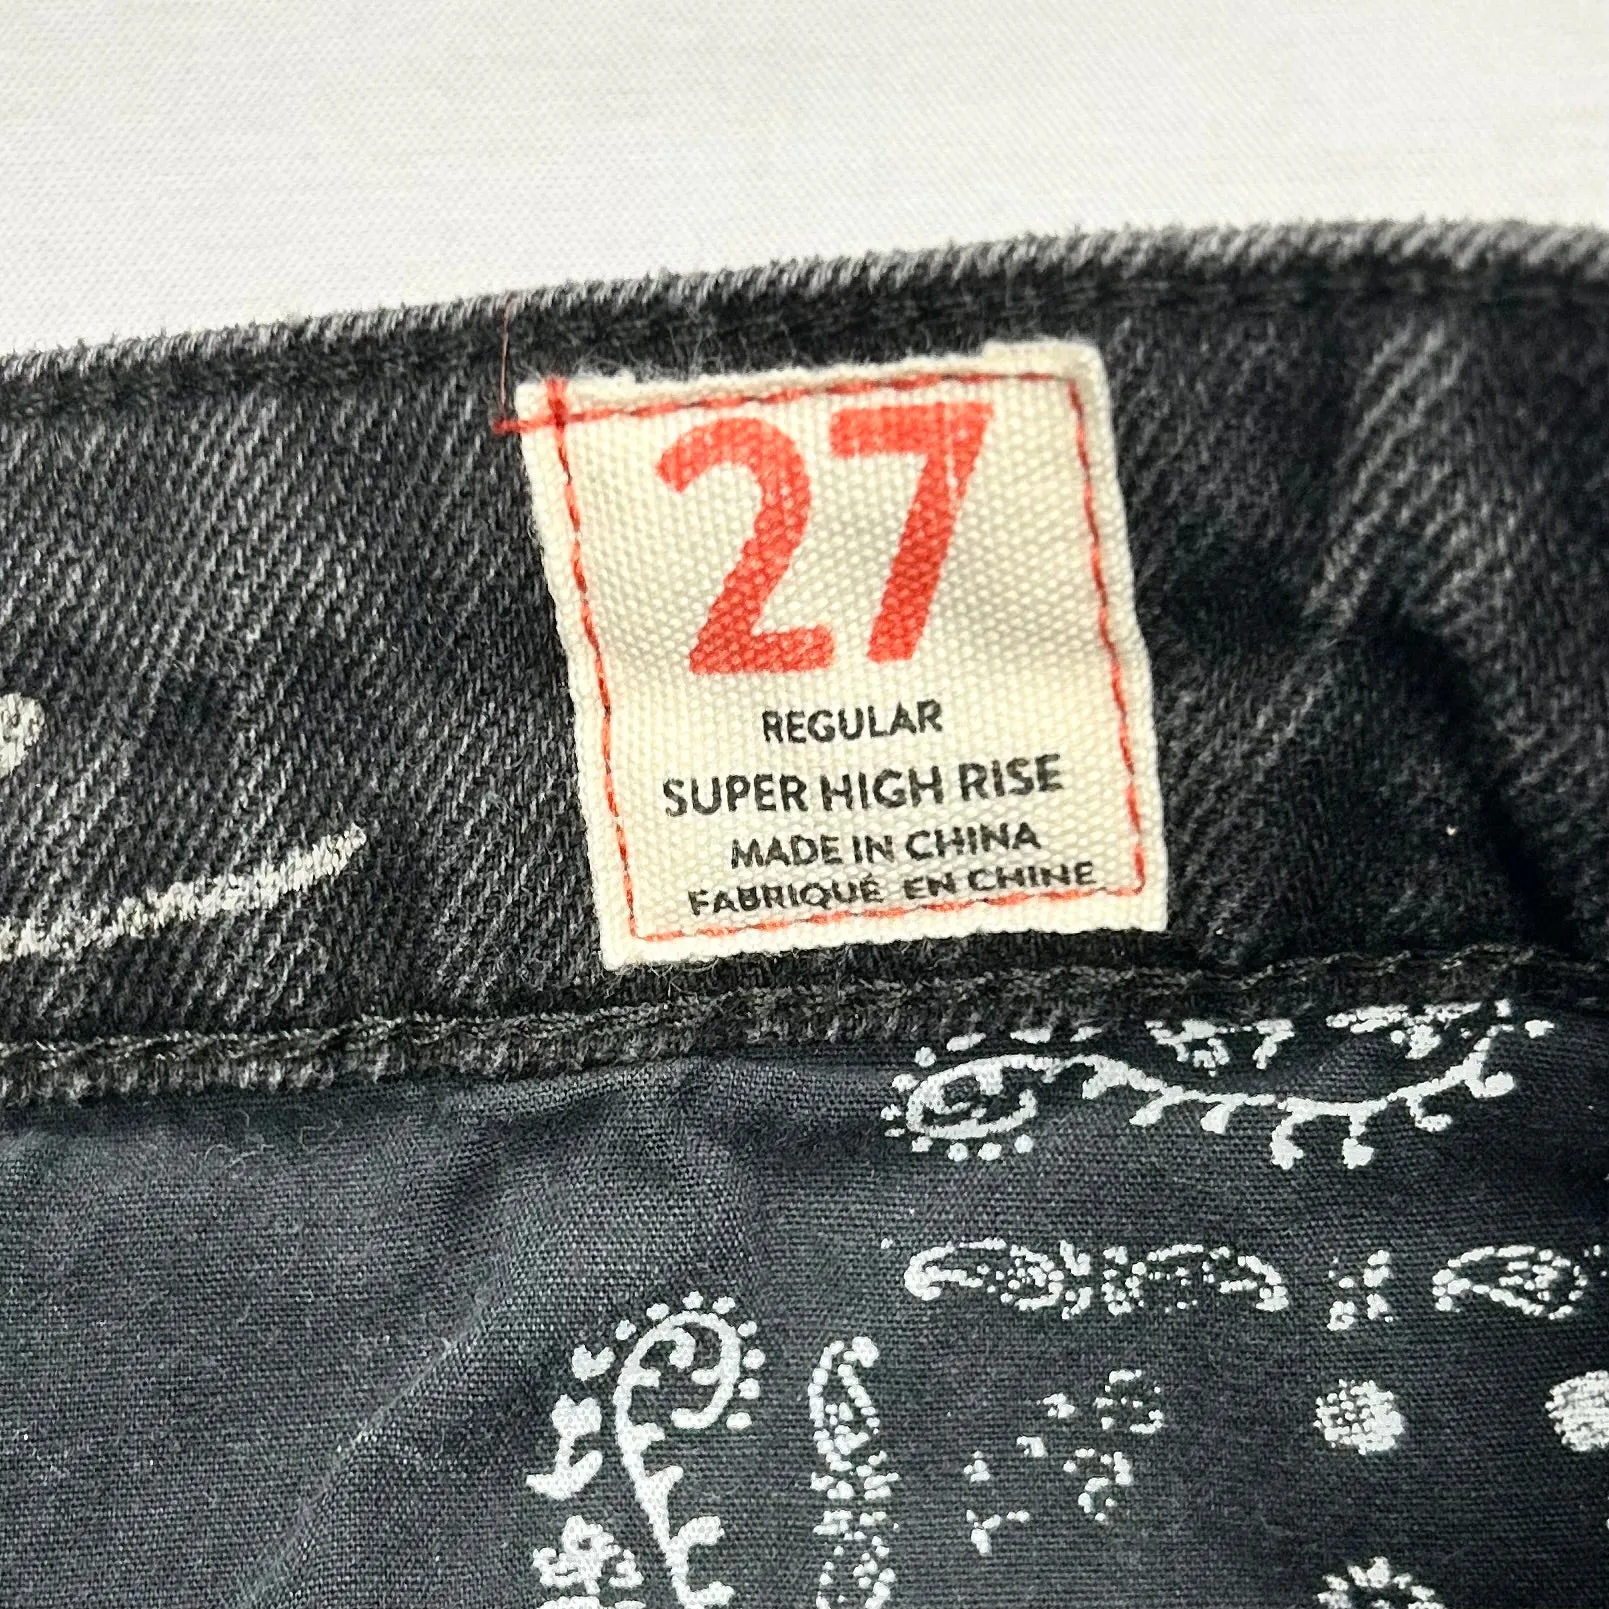 27
REGULAR
SUPER HIGH RISE
MADE IN CHINA
FABRIQUÉ EN CHINE